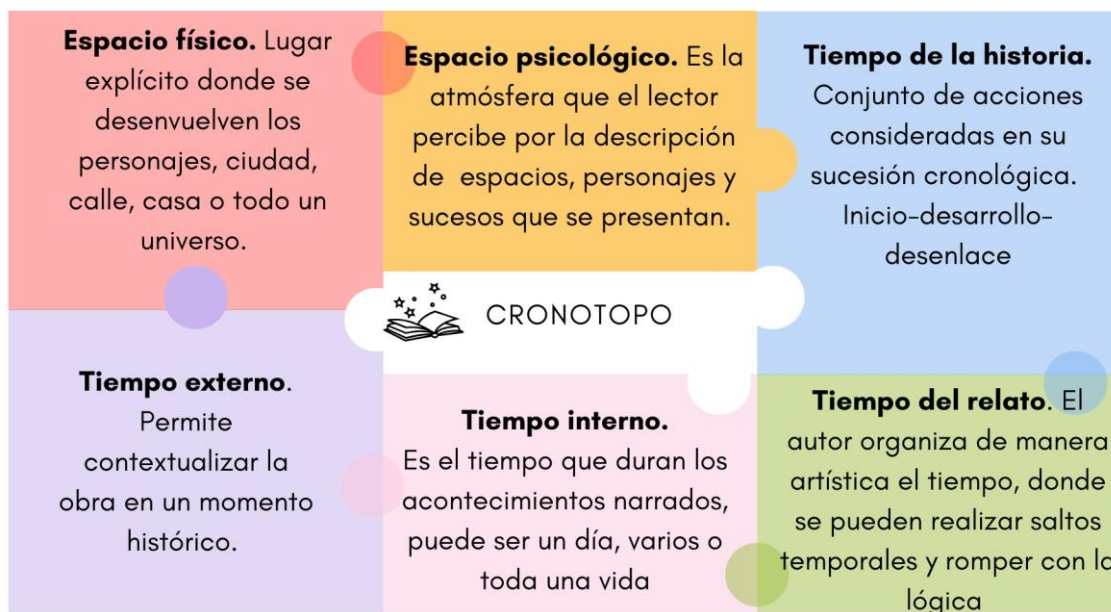 Espacio físico. Lugar
explícito donde se
desenvuelven los
personajes, ciudad,
calle, casa o todo un
universo.
Espacio psicológico. Es la
atmósfera que el lector
percibe por la descripción
de espacios, personajes y
sucesos que se presentan.
Tiempo de la historia.
Conjunto de acciones
consideradas en su
sucesión cronológica.
Inicio-desarrollo-
desenlace
CRONOTOPO
Tiempo externo.
Permite
contextualizar la
obra en un momento
histórico.
Tiempo interno.
Es el tiempo que duran los
acontecimientos narrados,
puede ser un día, varios o
toda una vida
Tiempo del relato. El
autor organiza de manera
artística el tiempo, donde
se pueden realizar saltos
temporales y romper con la
lógica